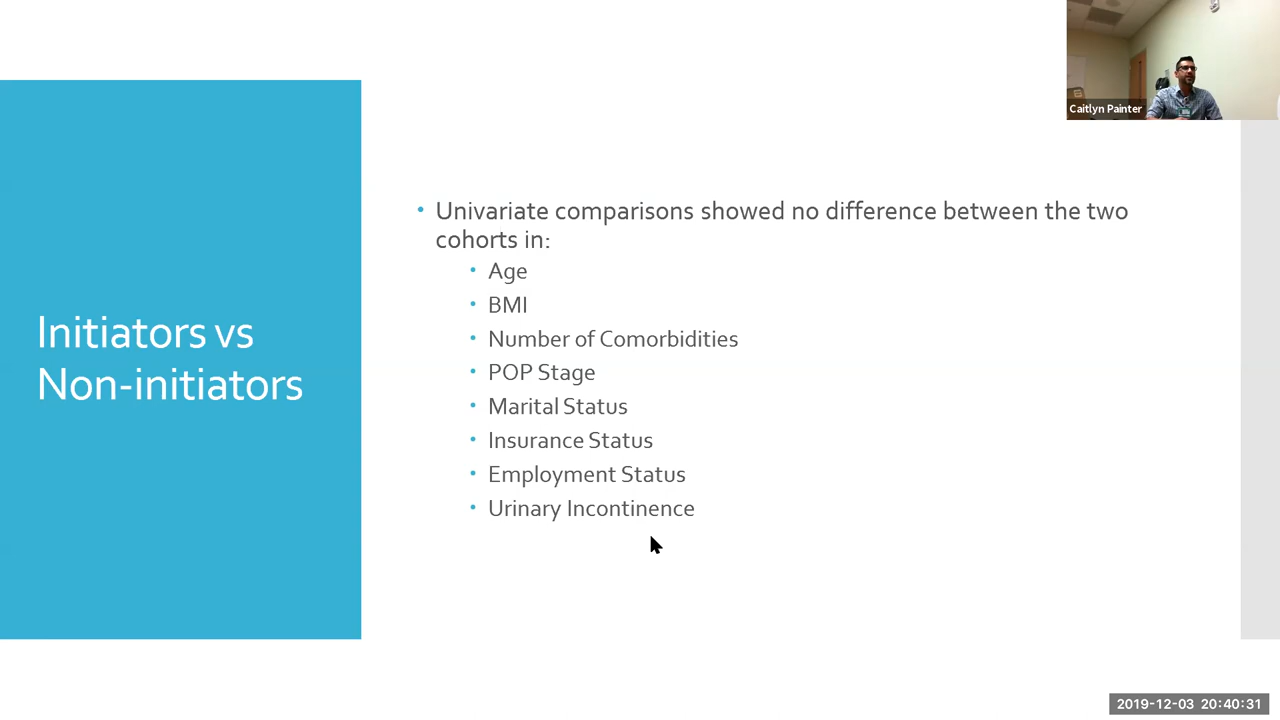 Caitlyn Painter
Initiators vs
Non-initiators
• Univariate comparisons showed no difference between the two
cohorts in:
• Age
• BMI
• Number of Comorbidities
• POP Stage
• Marital Status
• Insurance Status
• Employment Status
• Urinary Incontinence
2019-12-03 20:40:31